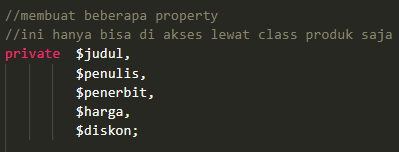 //membuat beberapa property
//ini hanya bisa di akses lewat class produk saja
private  $judul,
$penulis,
$penerbit,
$harga,
$diskon;